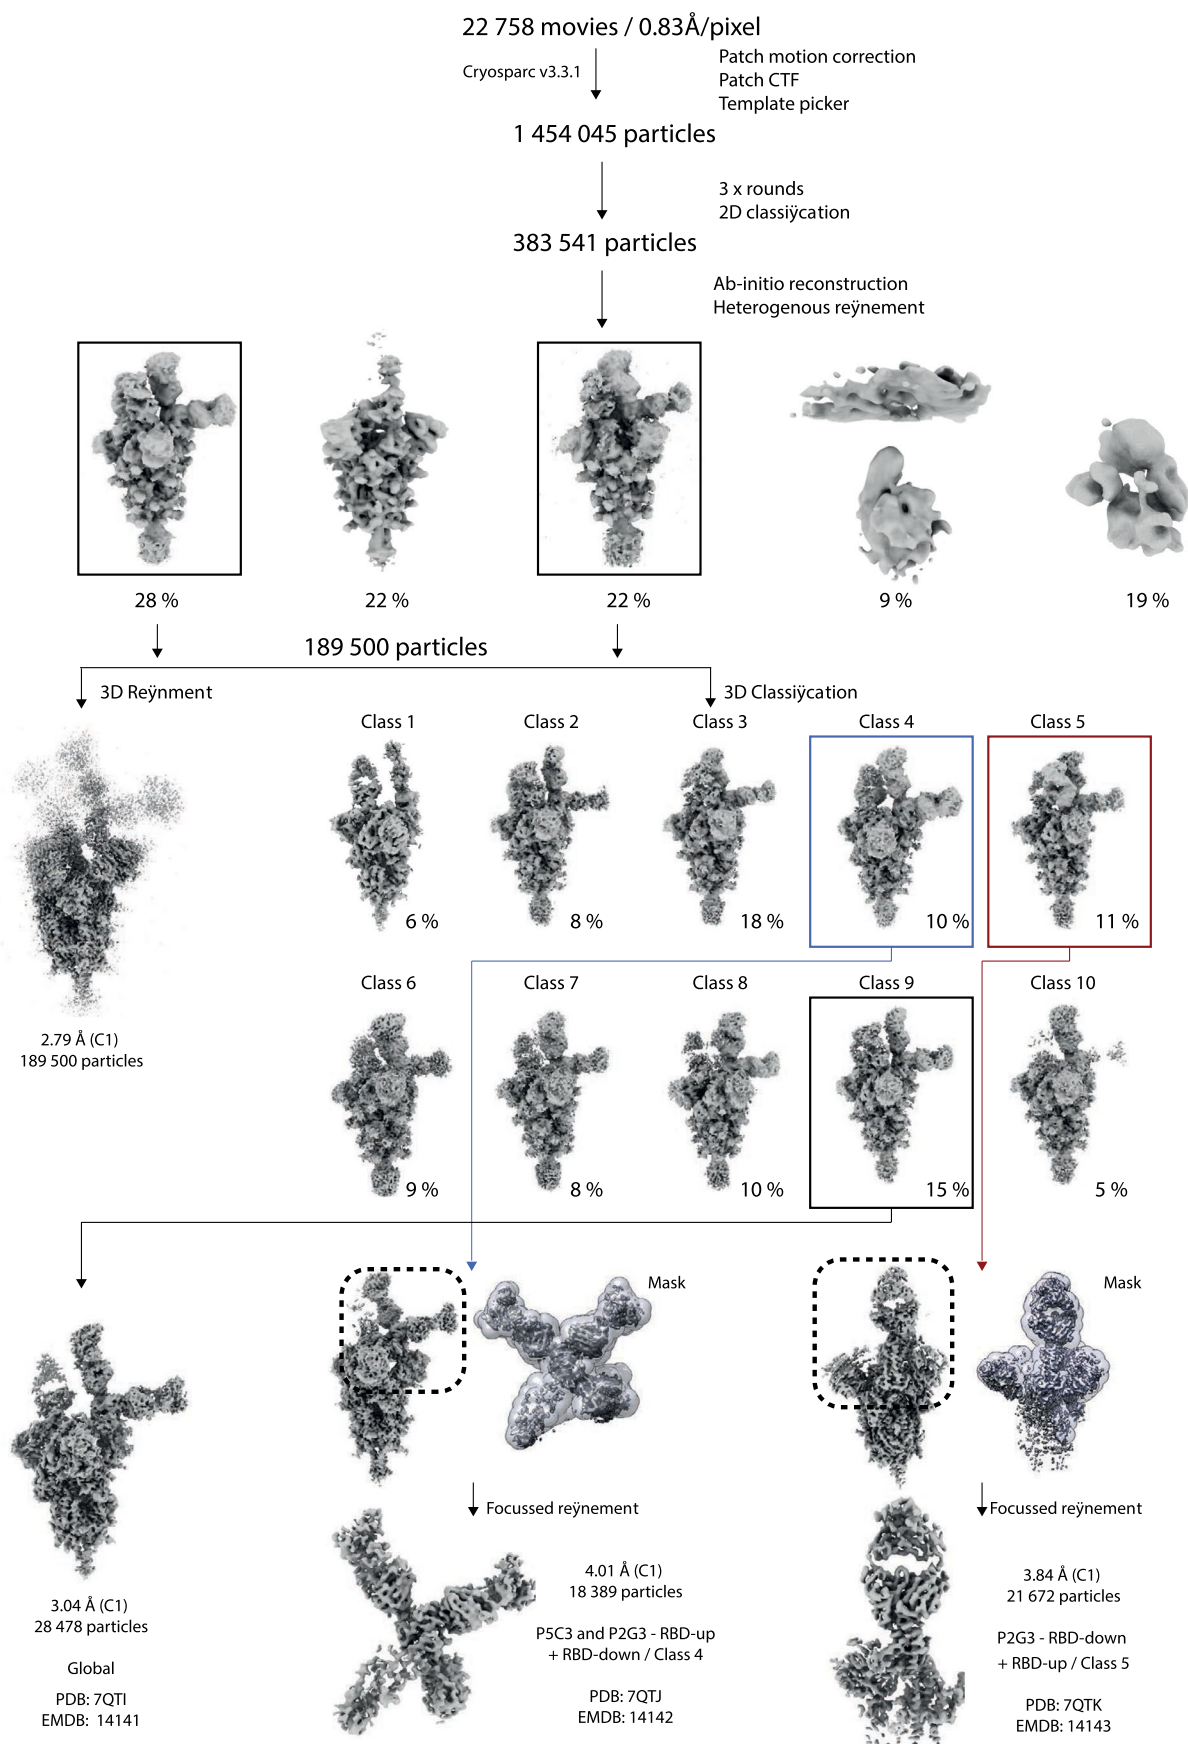 22 758 movies / 0.83Å/pixel
Cryosparc v3.3.1
Patch motion correction
Patch CTF
Template picker
1 454 045 particles
3 x rounds
2D classiÿcation
383 541 particles
Ab-initio reconstruction
Heterogenous reÿnement
28 %
22 %
22 %
9 %
19 %
189 500 particles
3D Reÿnment
3D Classiÿcation
Class 1
Class 2
Class 3
Class 4
Class 5
6 %
8 %
18 %
10 %
11 %
Class 6
Class 7
Class 8
Class 9
Class 10
2.79 Å (C1)
189 500 particles
9 %
8 %
10 %
15 %
5 %
Mask
Mask
Focussed reÿnement
Focussed reÿnement
3.04 Å (C1)
28 478 particles
Global
PDB: 7QTI
EMDB: 14141
4.01 Å (C1)
18 389 particles
P5C3 and P2G3 - RBD-up
+ RBD-down / Class 4
PDB: 7QTJ
EMDB: 14142
3.84 Å (C1)
21 672 particles
P2G3 - RBD-down
+ RBD-up / Class 5
PDB: 7QTK
EMDB: 14143